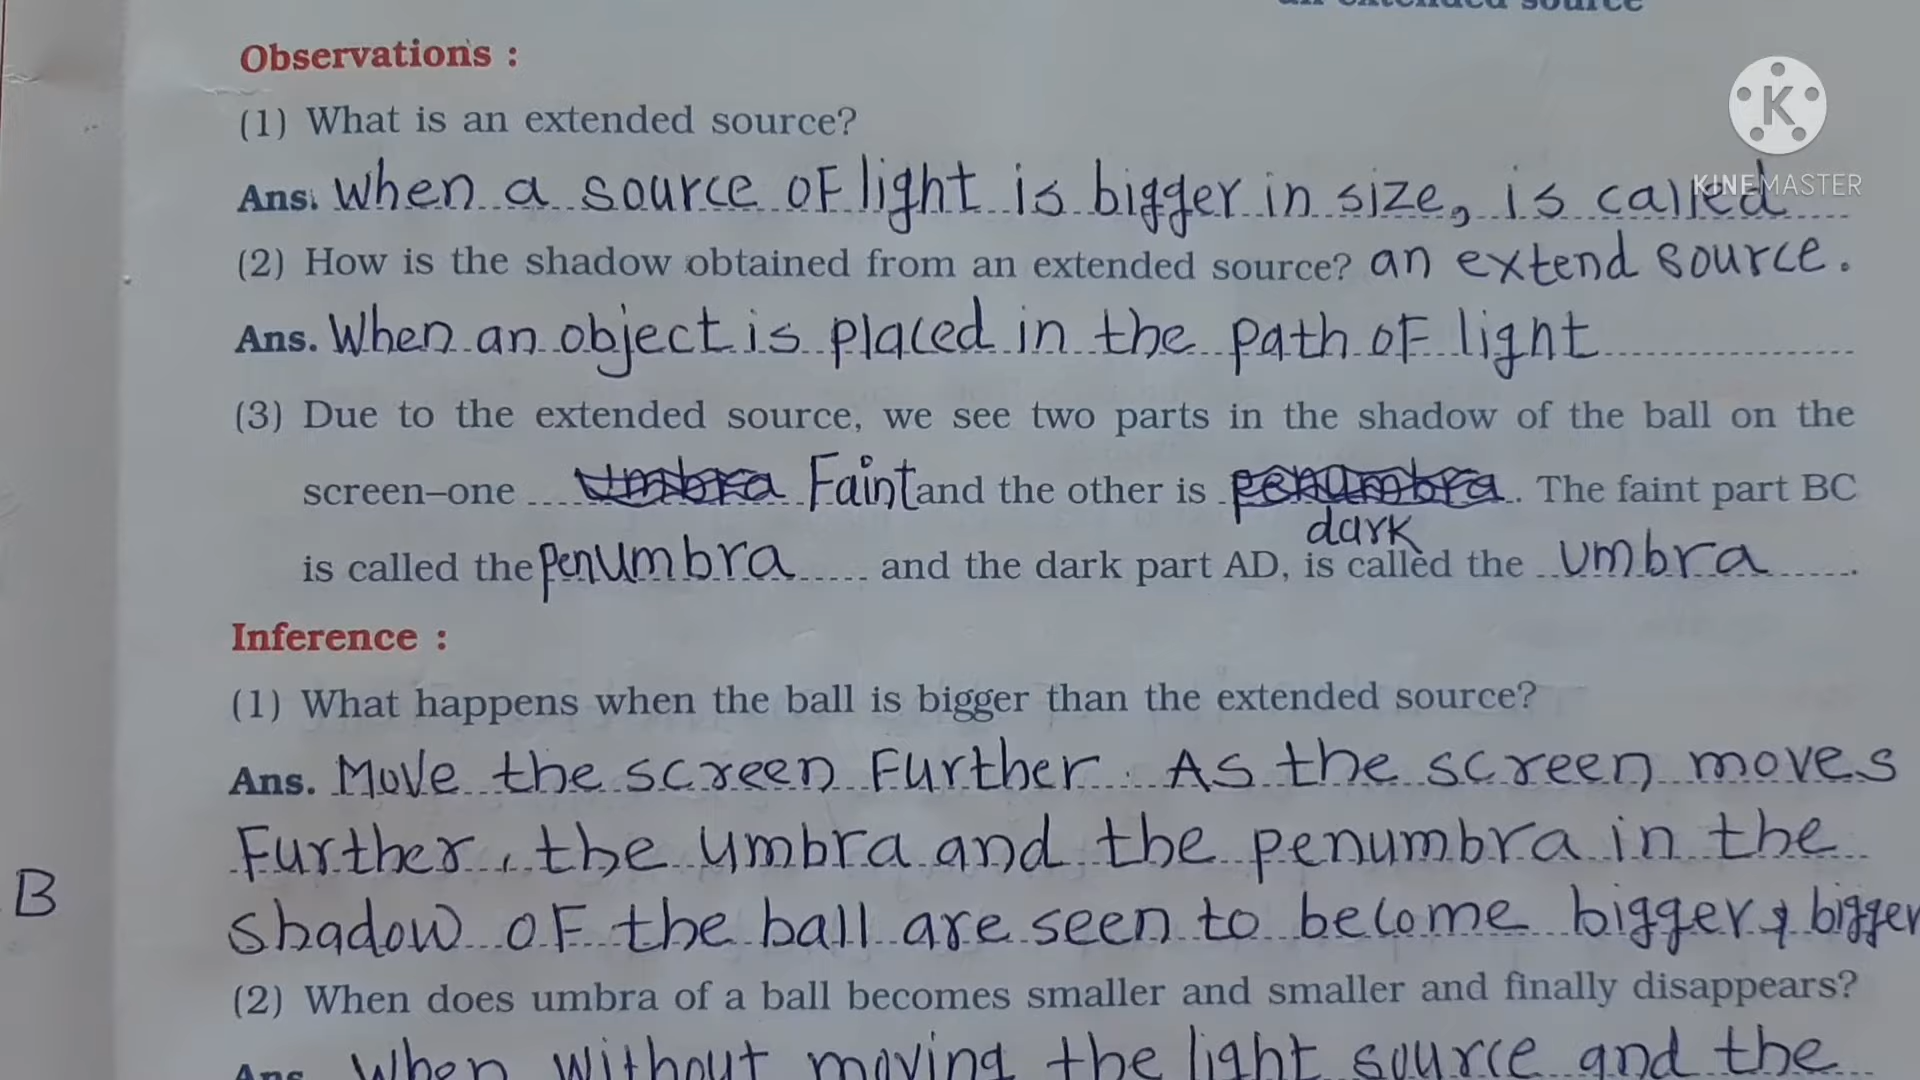 an extended source
Observations :
(1) What is an extended source?
Ans. When a source of light is bigger in size, is called
(2) How is the shadow obtained from an extended source? an extend source.
Ans. When an object is placed in the path of light
(3) Due to the extended source, we see two parts in the shadow of the ball on the
screen–one umbra Faint and the other is penumbra. The faint part BC
dark
is called the penumbra and the dark part AD, is called the umbra.
Inference :
(1) What happens when the ball is bigger than the extended source?
Ans. Move the screen Further. As the screen moves
Further, the umbra and the penumbra in the
shadow of the ball are seen to become bigger & bigger
B
(2) When does umbra of a ball becomes smaller and smaller and finally disappears?
Ans. When without moving the light source and the
K
KINEMASTER